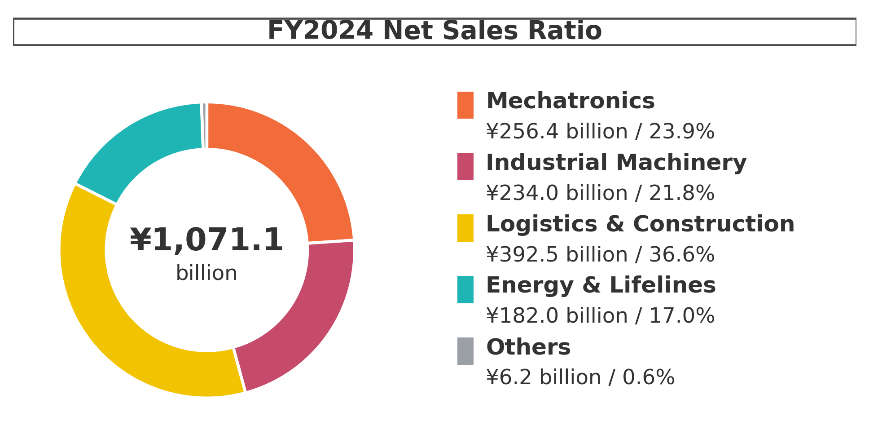 FY2024 Net Sales Ratio
¥1,071.1
billion
Mechatronics
¥256.4 billion / 23.9%
Industrial Machinery
¥234.0 billion / 21.8%
Logistics & Construction
¥392.5 billion / 36.6%
Energy & Lifelines
¥182.0 billion / 17.0%
Others
¥6.2 billion / 0.6%